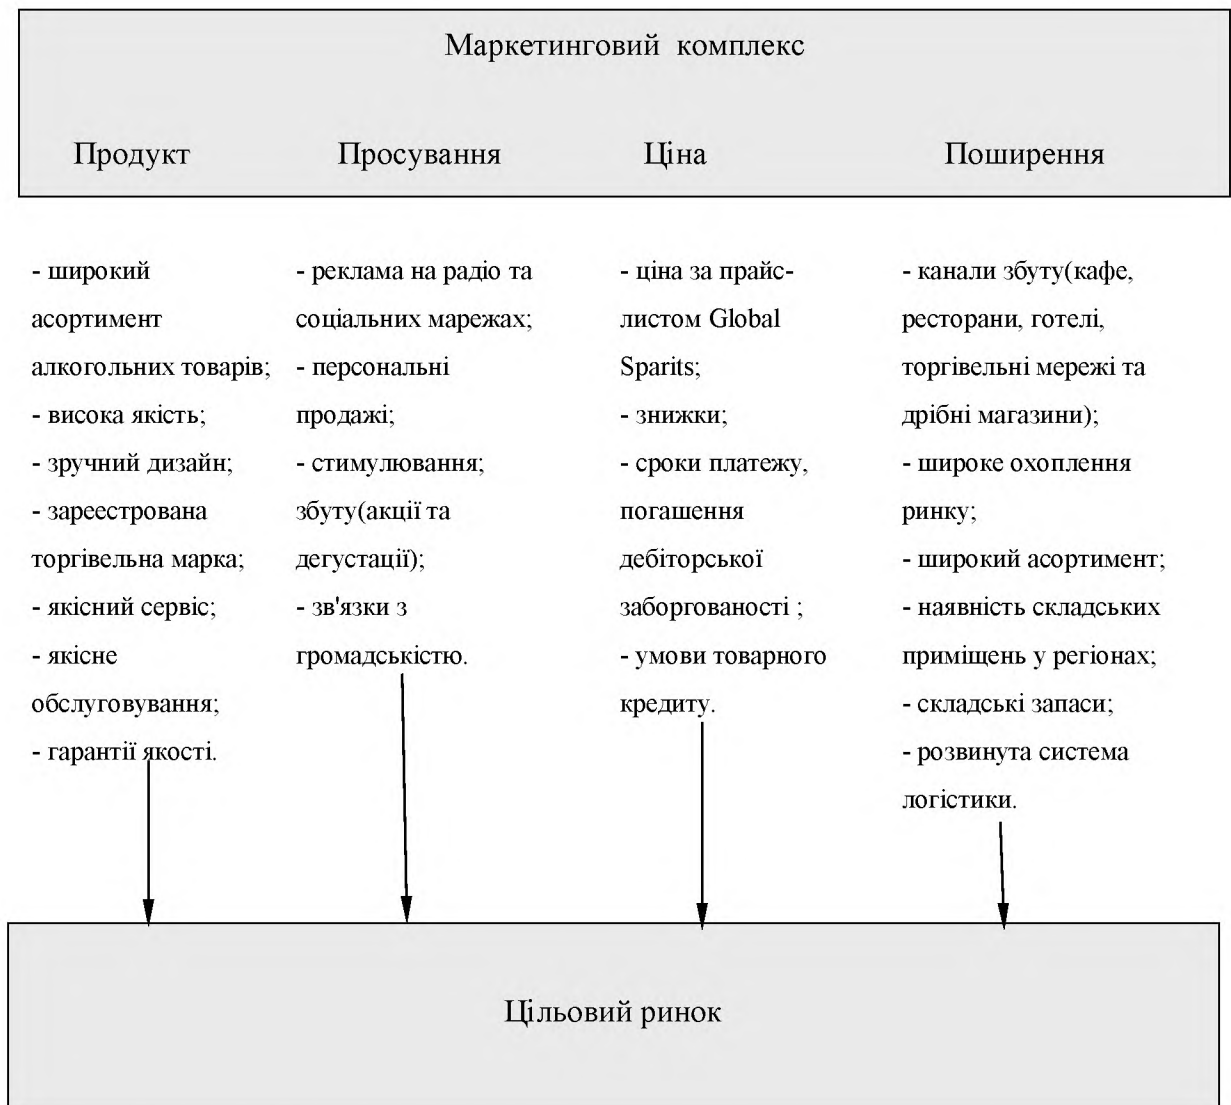 Маркетинговий комплекс
Продукт Просування Ціна Поширення
- широкий
асортимент
алкогольних товарів;
- висока якість;
- зручний дизайн;
- зареестрована
торгівельна марка;
- якісний сервіс;
- якісне
обслуговування;
- гарантії якості.
- реклама на радіо та
соціальних марежах;
- персональні
продажі;
- стимулювання;
збуту(акції та
дегустації);
- зв'язки з
громадськістю.
- ціна за прайс-
листом Global
Sparits;
- знижки;
- сроки платежу,
погашення
дебіторської
заборгованості ;
- умови товарного
кредиту.
- канали збуту(кафе,
ресторани, готелі,
торгівельні мережі та
дрібні магазини);
- широке охоплення
ринку;
- широкий асортимент;
- наявність складських
приміщень у регіонах;
- складські запаси;
- розвинута система
логістики.
Цільовий ринок